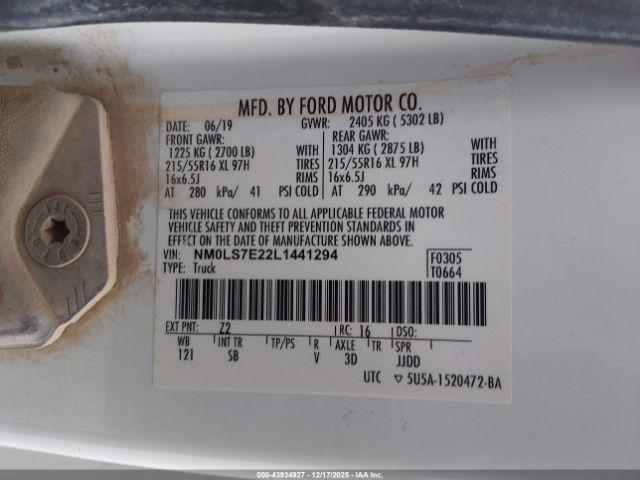 MFD. BY FORD MOTOR CO.
DATE: 06/19 GVWR: 2405 KG ( 5302 LB)
FRONT GAWR: REAR GAWR:
1225 KG ( 2700 LB) WITH 1304 KG ( 2875 LB) WITH
215/55R16 XL 97H TIRES 215/55R16 XL 97H TIRES
16x6.5J RIMS 16x6.5J RIMS
AT 280 kPa/ 41 PSI COLD AT 290 kPa/ 42 PSI COLD
THIS VEHICLE CONFORMS TO ALL APPLICABLE FEDERAL MOTOR
VEHICLE SAFETY AND THEFT PREVENTION STANDARDS IN
EFFECT ON THE DATE OF MANUFACTURE SHOWN ABOVE.
VIN: NM0LS7E22L1441294 F0305
TYPE: Truck T0664
EXT PNT: Z2 RC: 16 DSO:
WB INT TR TP/PS R AXLE TR SPR
121 SB V 3D JJDD
UTC ▽ 5U5A-1520472-BA
000-43934927 - 12/17/2025 - IAAI.COM